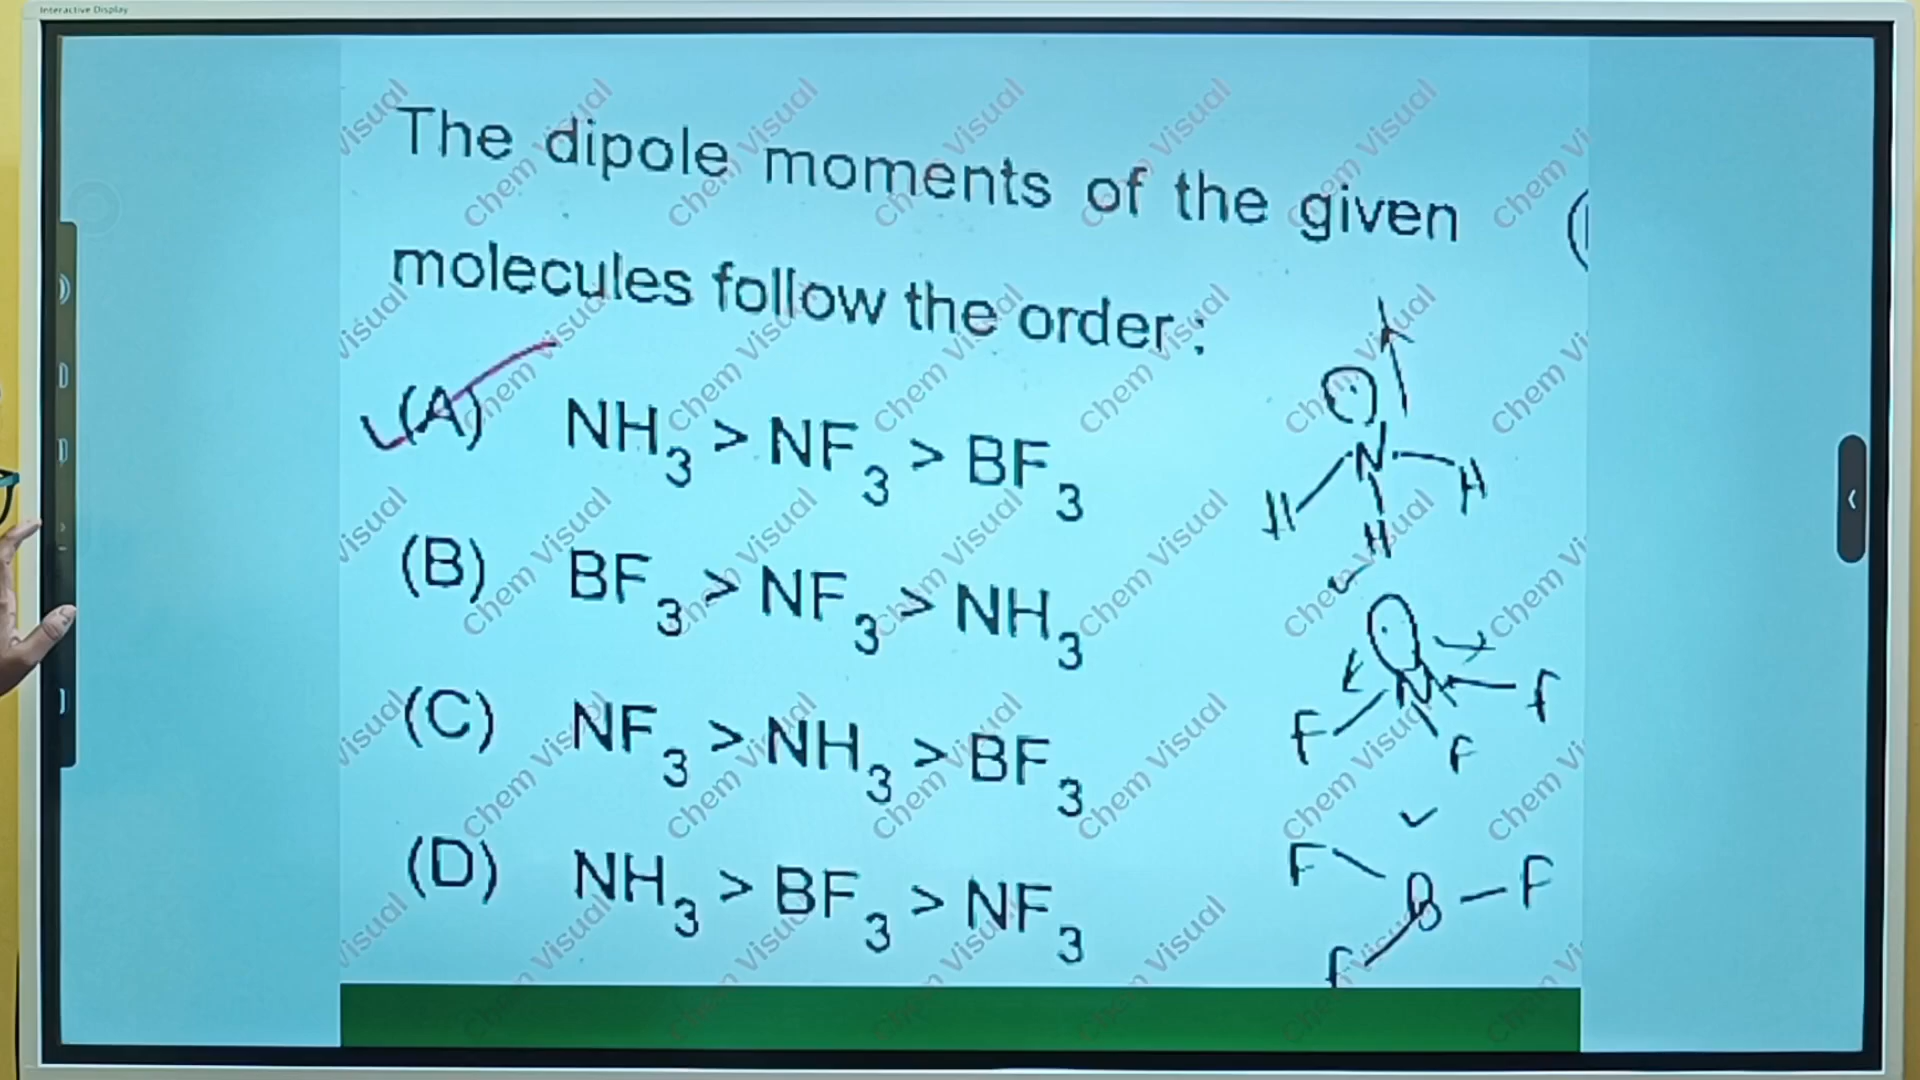 Interactive Display
The dipole moments of the given
molecules follow the order :
(A) NH3 > NF3 > BF3
(B) BF3 > NF3 > NH3
(C) NF3 > NH3 > BF3
(D) NH3 > BF3 > NF3
N H
H
H
N F
F
F
F
B F
F
Chem Visual